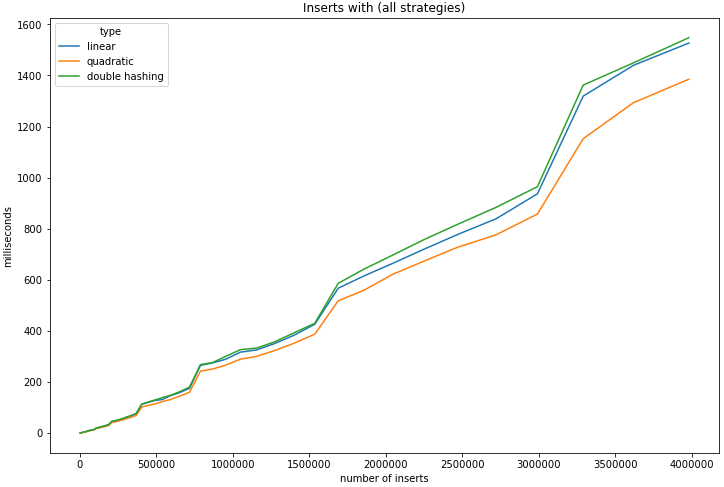 Inserts with (all strategies)
type
linear
quadratic
double hashing
milliseconds
1600
1400
1200
1000
800
600
400
200
0
0 500000 1000000 1500000 2000000 2500000 3000000 3500000 4000000
number of inserts